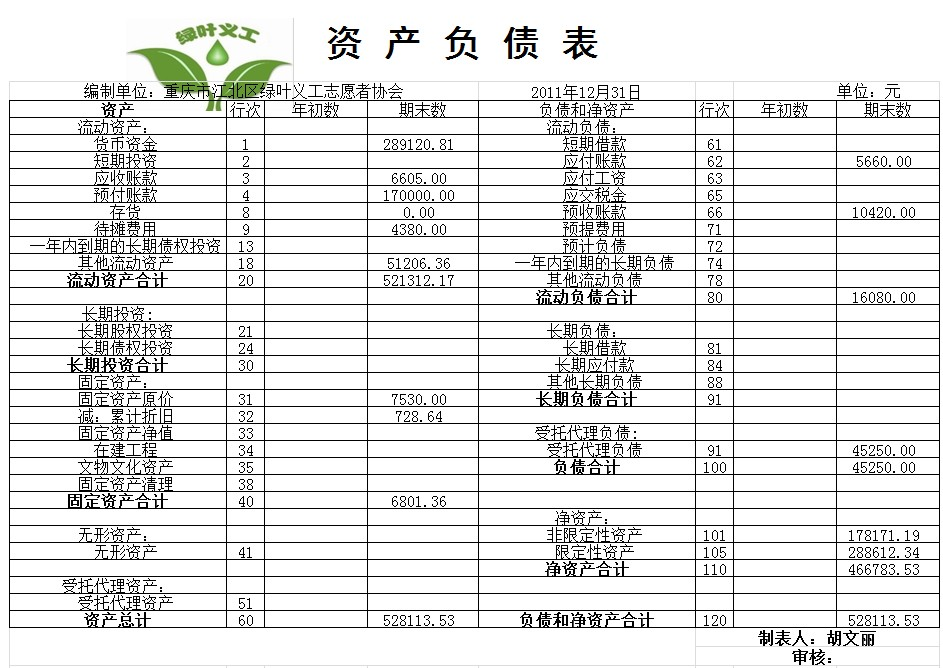 绿叶义工
资产负债表
编制单位：重庆市江北区绿叶义工志愿者协会 2011年12月31日 单位：元
资产 行次 年初数 期末数 负债和净资产 行次 年初数 期末数
流动资产： 流动负债：
货币资金 1 289120.81 短期借款 61
短期投资 2 应付账款 62 5660.00
应收账款 3 6605.00 应付工资 63
预付账款 4 170000.00 应交税金 65
存货 8 0.00 预收账款 66 10420.00
待摊费用 9 4380.00 预提费用 71
一年内到期的长期债权投资 13 预计负债 72
其他流动资产 18 51206.36 一年内到期的长期负债 74
流动资产合计 20 521312.17 其他流动负债 78
流动负债合计 80 16080.00
长期投资：
长期股权投资 21 长期负债：
长期债权投资 24 长期借款 81
长期投资合计 30 长期应付款 84
固定资产： 其他长期负债 88
固定资产原价 31 7530.00 长期负债合计 91
减：累计折旧 32 728.64
固定资产净值 33 受托代理负债：
在建工程 34 受托代理负债 91 45250.00
文物文化资产 35 负债合计 100 45250.00
固定资产清理 38
固定资产合计 40 6801.36
净资产：
无形资产： 非限定性资产 101 178171.19
无形资产 41 限定性资产 105 288612.34
净资产合计 110 466783.53
受托代理资产：
受托代理资产 51
资产总计 60 528113.53 负债和净资产合计 120 528113.53
制表人：胡文丽
审核：